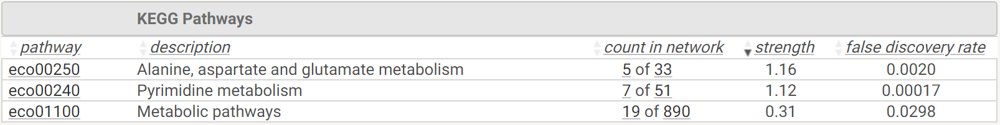 KEGG Pathways
pathway description count in network strength false discovery rate
eco00250 Alanine, aspartate and glutamate metabolism 5 of 33 1.16 0.0020
eco00240 Pyrimidine metabolism 7 of 51 1.12 0.00017
eco01100 Metabolic pathways 19 of 890 0.31 0.0298